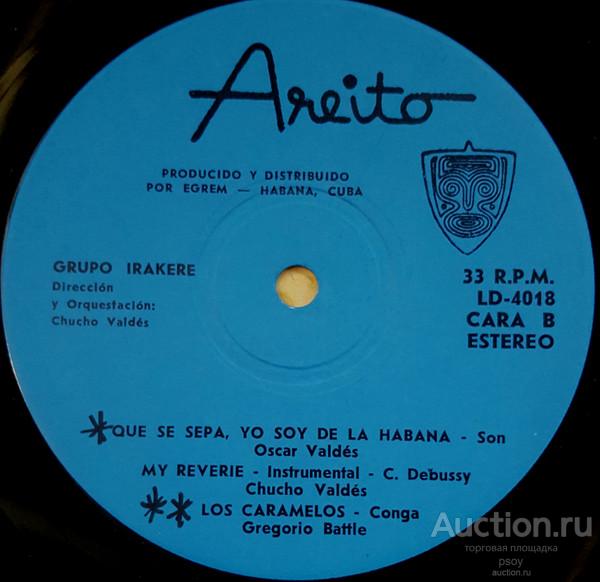 Areito
PRODUCIDO Y DISTRIBUIDO
POR EGREM — HABANA, CUBA
GRUPO IRAKERE
Dirección
y Orquestación:
Chucho Valdés
33 R.P.M.
LD-4018
CARA B
ESTEREO
*QUE SE SEPA, YO SOY DE LA HABANA - Son
Oscar Valdés
MY REVERIE - Instrumental - C. Debussy
Chucho Valdés
** LOS CARAMELOS - Conga
Gregorio Battle
Auction.ru
торговая площадка
psoy
auction.ru